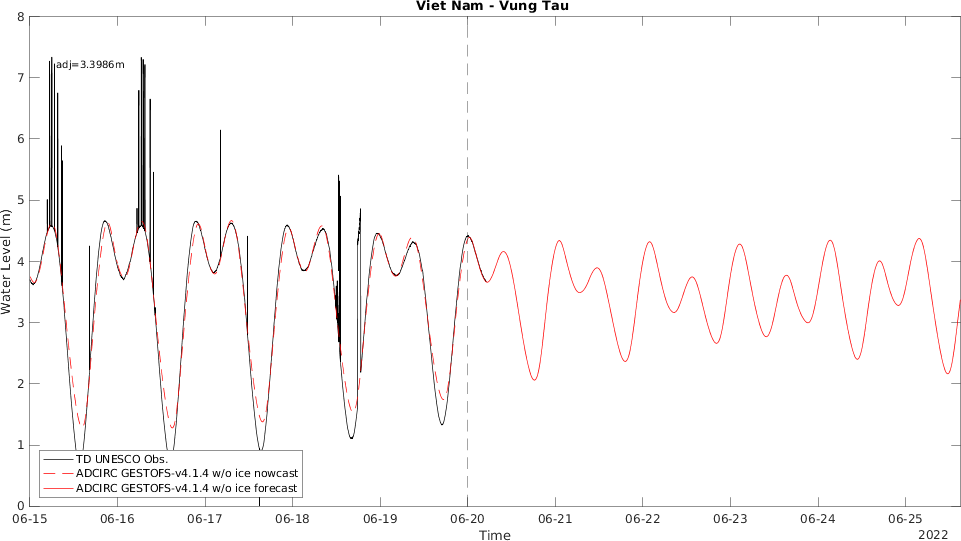 Viet Nam - Vung Tau
adj=3.3986m
Water Level (m)
8
7
6
5
4
3
2
1
0
TD UNESCO Obs.
ADCIRC GESTOFS-v4.1.4 w/o ice nowcast
ADCIRC GESTOFS-v4.1.4 w/o ice forecast
06-15 06-16 06-17 06-18 06-19 06-20 06-21 06-22 06-23 06-24 06-25
Time
2022